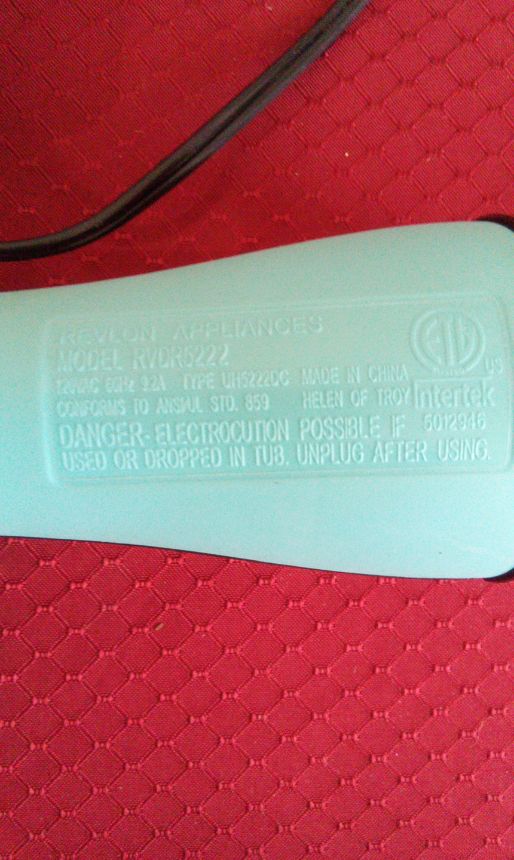 REVLON APPLIANCES
MODEL RVDR5222
120VAC 60Hz 9.2A TYPE UH5222DC MADE IN CHINA
CONFORMS TO ANSI/UL STD. 859 HELEN OF TROY
DANGER- ELECTROCUTION POSSIBLE IF
USED OR DROPPED IN TUB. UNPLUG AFTER USING.
ETL
US
Intertek
5012946